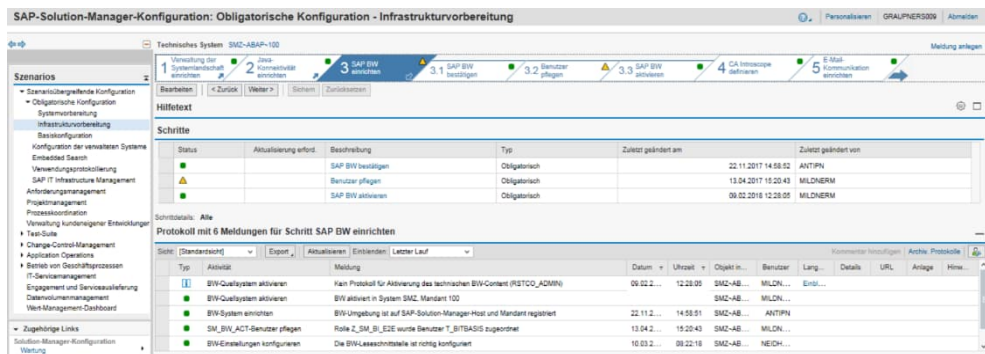 SAP-Solution-Manager-Konfiguration: Obligatorische Konfiguration - Infrastrukturvorbereitung
Personalisieren GRAUPNERS009 Abmelden
Technisches System SMZ~ABAP~100
Meldung anlegen
1 Verwaltung der Systemlandschaft einrichten
2 Java-Konnektivität einrichten
3 SAP BW einrichten
3.1 SAP BW bestätigen
3.2 Benutzer pflegen
3.3 SAP BW aktivieren
4 CA Introscope definieren
5 E-Mail-Kommunikation einrichten
Bearbeiten < Zurück Weiter > Sichern Zurücksetzen
Szenarios
Szenarioübergreifende Konfiguration
Obligatorische Konfiguration
Systemvorbereitung
Infrastrukturvorbereitung
Basiskonfiguration
Konfiguration der verwalteten Systeme
Embedded Search
Verwendungsprotokollierung
SAP IT Infrastructure Management
Anforderungsmanagement
Projektmanagement
Prozesskoordination
Verwaltung kundeneigener Entwicklungen
Test-Suite
Change-Control-Management
Application Operations
Betrieb von Geschäftsprozessen
IT-Servicemanagement
Engagement und Serviceauslieferung
Datenvolumenmanagement
Wert-Management-Dashboard
Zugehörige Links
Solution-Manager-Konfiguration
Wartung
Hilfetext
Schritte
Status Aktualisierung erford. Beschreibung Typ Zuletzt geändert am Zuletzt geändert von
SAP BW bestätigen Obligatorisch 22.11.2017 14:58:52 ANTIPN
Benutzer pflegen Obligatorisch 13.04.2017 15:20:43 MILDNERM
SAP BW aktivieren Obligatorisch 09.02.2018 12:28:05 MILDNERM
Schrittdetails: Alle
Protokoll mit 6 Meldungen für Schritt SAP BW einrichten
Sicht: [Standardsicht] Export Aktualisieren Einblenden: Letzter Lauf Kommentar hinzufügen Archiv. Protokolle
Typ Aktivität Meldung Datum Uhrzeit Objekt in... Benutzer Lang... Details URL Anlage Hinw...
BW-Quellsystem aktivieren Kein Protokoll für Aktivierung des technischen BW-Content (RSTCO_ADMIN) 09.02.2... 12:28:05 SMZ~AB... MILDN... Einbl...
BW-Quellsystem aktivieren BW aktiviert in System SMZ, Mandant 100 SMZ~AB... MILDN...
BW-System einrichten BW-Umgebung ist auf SAP-Solution-Manager-Host und Mandant registriert 22.11.2... 14:58:51 SMZ~AB... ANTIPN
SM_BW_ACT-Benutzer pflegen Rolle Z_SM_BI_E2E wurde Benutzer T_BITBASIS zugeordnet 13.04.2... 15:20:43 SMZ~AB... MILDN...
BW-Einstellungen konfigurieren Die BW-Leseschnittstelle ist richtig konfiguriert 10.03.2... 09:22:18 SMZ~AB... NEIDH...